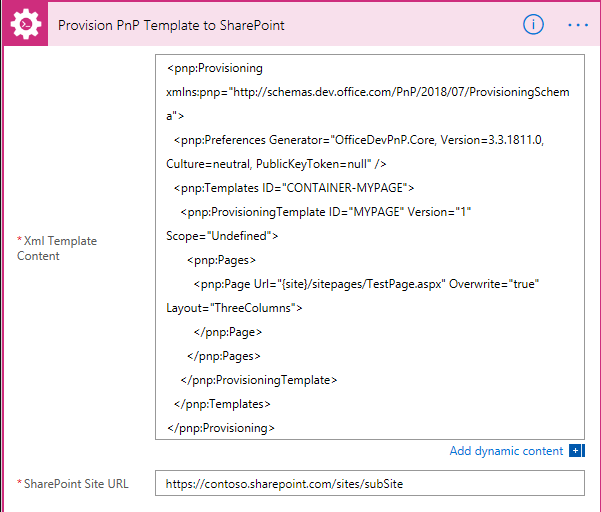 Provision PnP Template to SharePoint
<pnp:Provisioning
xmlns:pnp="http://schemas.dev.office.com/PnP/2018/07/ProvisioningSchem
a">
<pnp:Preferences Generator="OfficeDevPnP.Core, Version=3.3.1811.0,
Culture=neutral, PublicKeyToken=null" />
<pnp:Templates ID="CONTAINER-MYPAGE">
<pnp:ProvisioningTemplate ID="MYPAGE" Version="1"
Scope="Undefined">
<pnp:Pages>
<pnp:Page Url="{site}/sitepages/TestPage.aspx" Overwrite="true"
Layout="ThreeColumns">
</pnp:Page>
</pnp:Pages>
</pnp:ProvisioningTemplate>
</pnp:Templates>
</pnp:Provisioning>
*Xml Template
Content
Add dynamic content
*SharePoint Site URL
https://contoso.sharepoint.com/sites/subSite